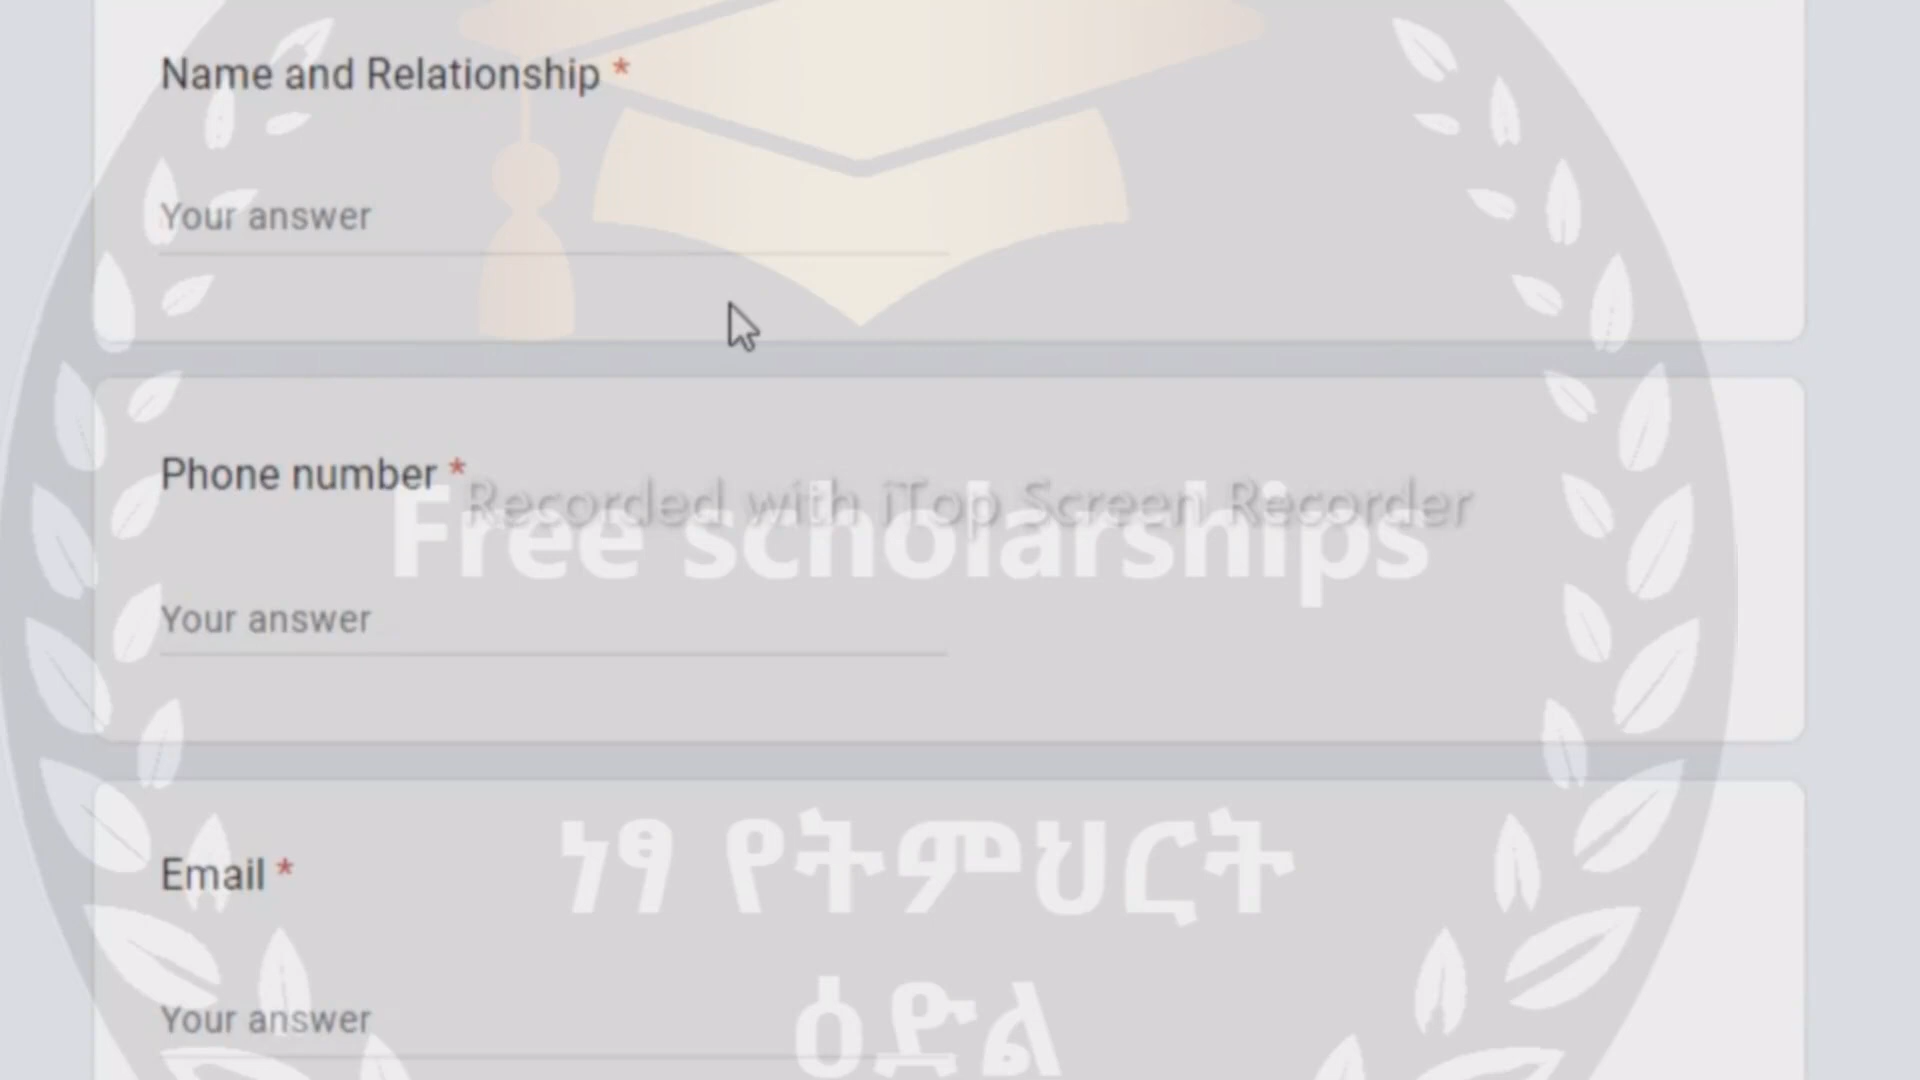 Name and Relationship *
Your answer
Phone number *
Recorded with iTop Screen Recorder
Free scholarships
Your answer
ነፃ የትምህርት
Email *
ዕድል
Your answer